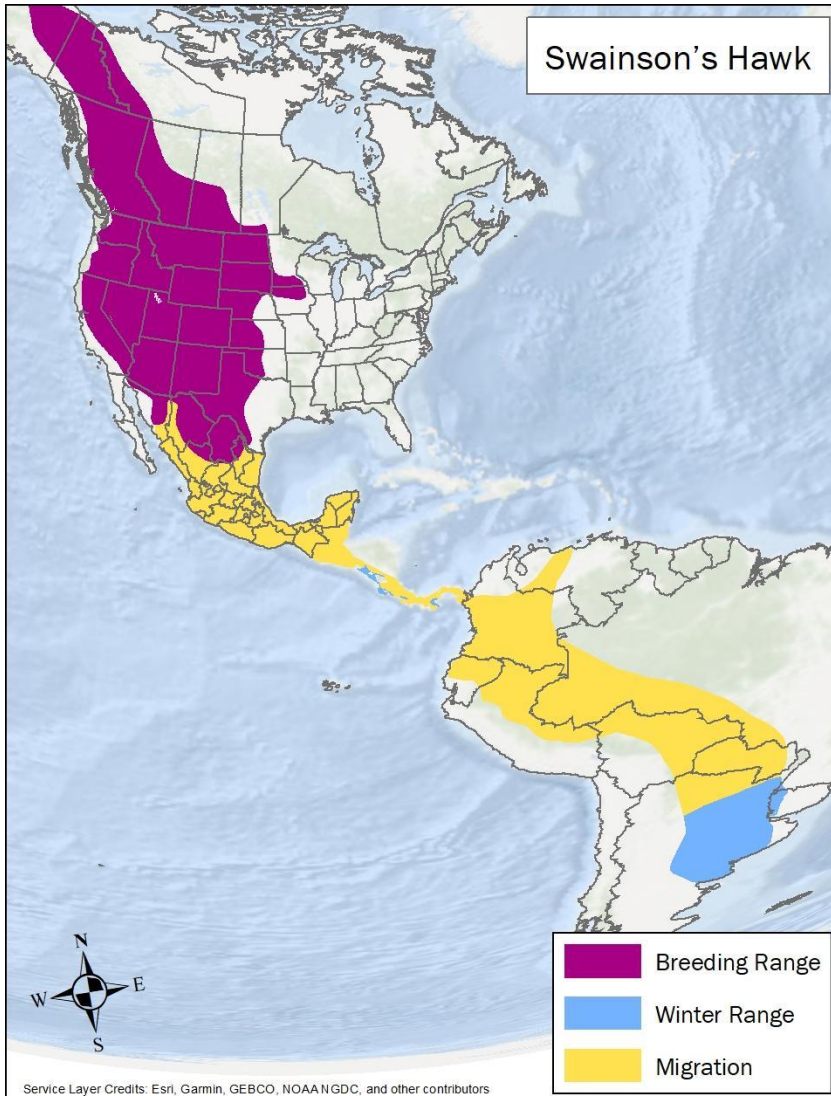 Swainson's Hawk
N
W
E
S
Breeding Range
Winter Range
Migration
Service Layer Credits: Esri, Garmin, GEBCO, NOAA NGDC, and other contributors